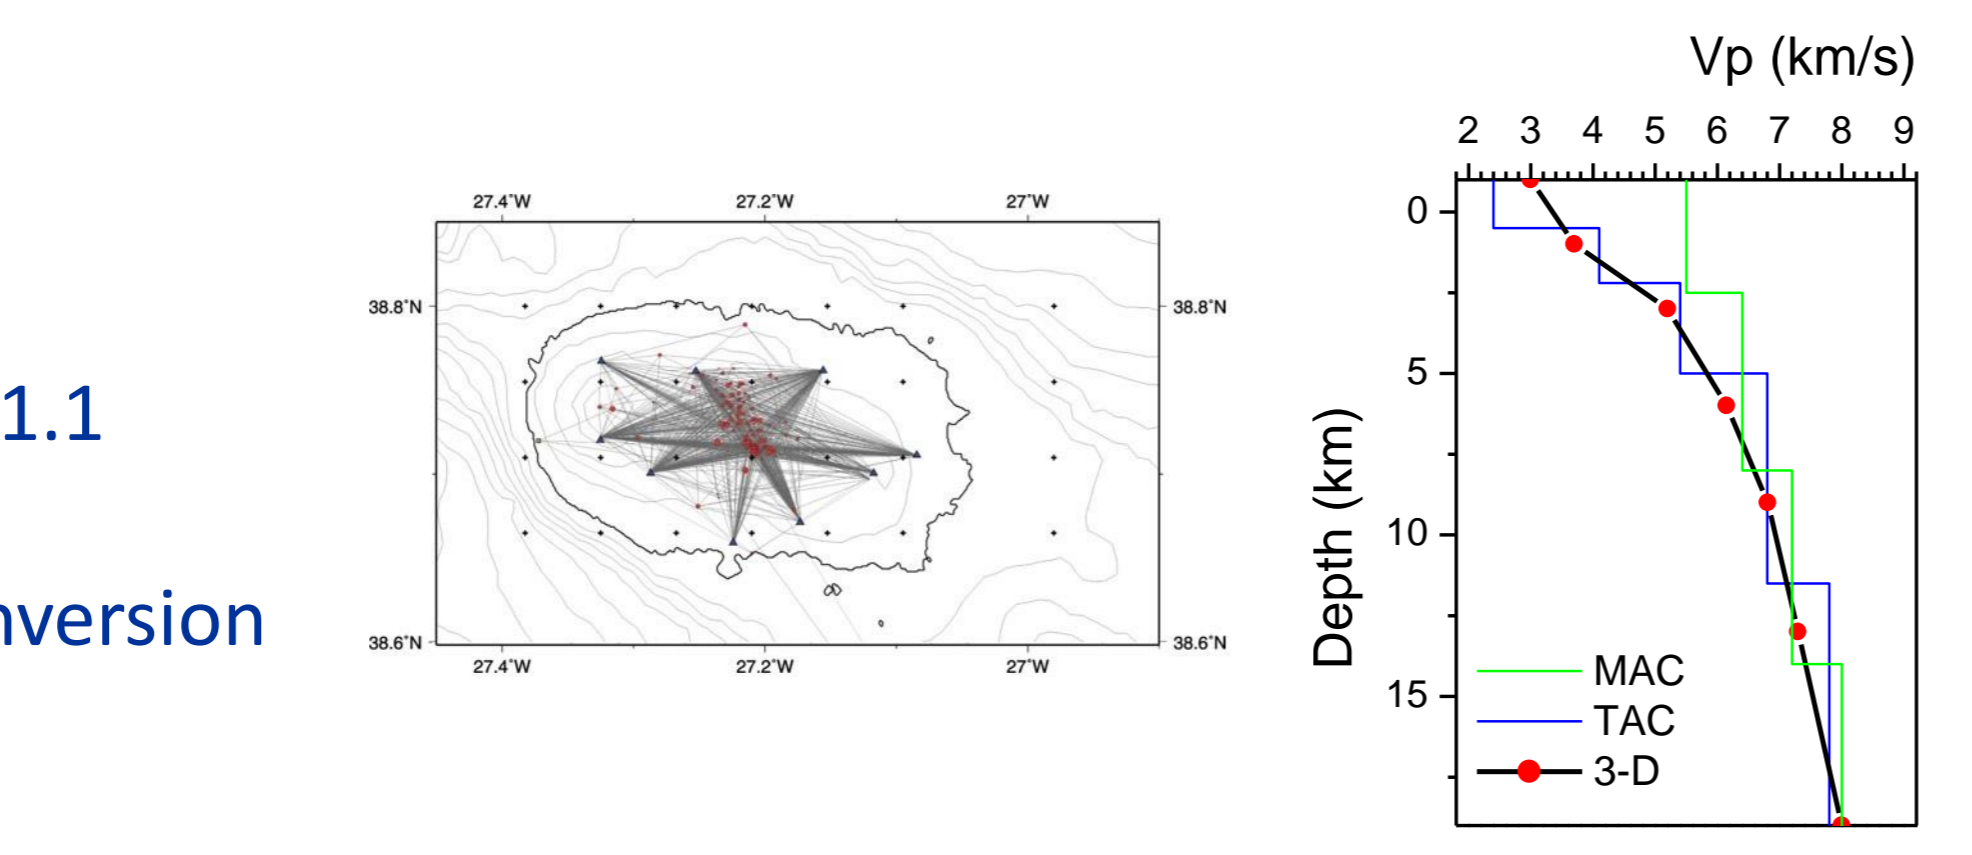 1.1
nversion
27.4°W 27.2°W 27°W
38.8°N 38.8°N
38.6°N 38.6°N
27.4°W 27.2°W 27°W
Vp (km/s)
2 3 4 5 6 7 8 9
0
5
10
15
Depth (km)
MAC
TAC
3-D